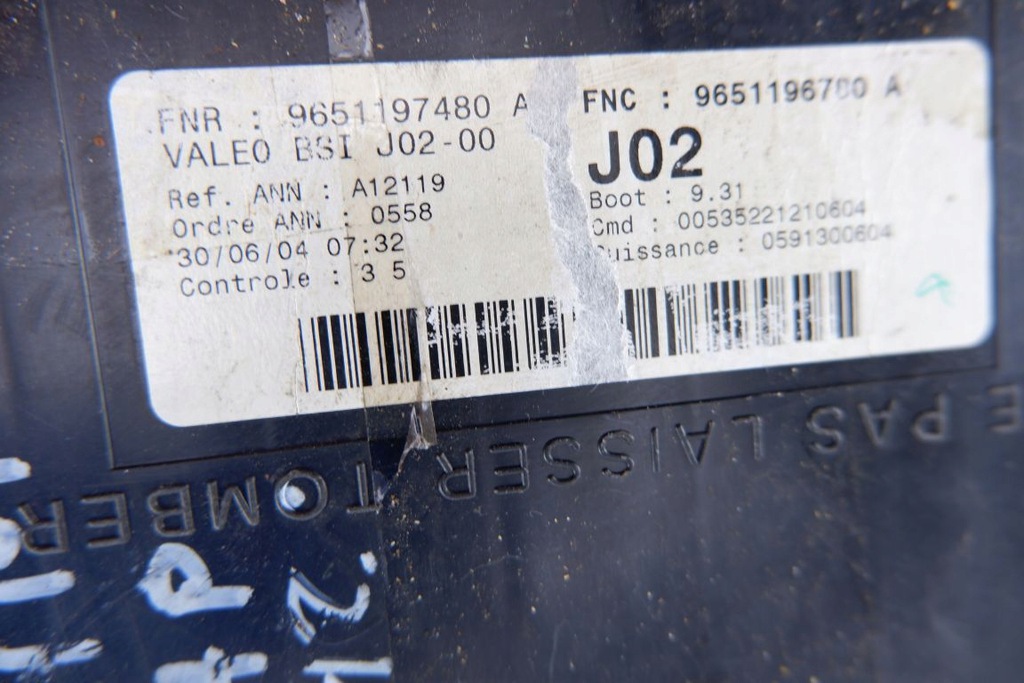 FNR : 9651197480 A
VALEO BSI J02-00
Ref. ANN : A12119
Ordre ANN : 0558
30/06/04 07:32
Controle : 3 5
FNC : 9651196780 A
J02
Boot : 9.31
Cmd : 00535221210604
Puissance : 0591300604
E PAS LAISSER TOMBER